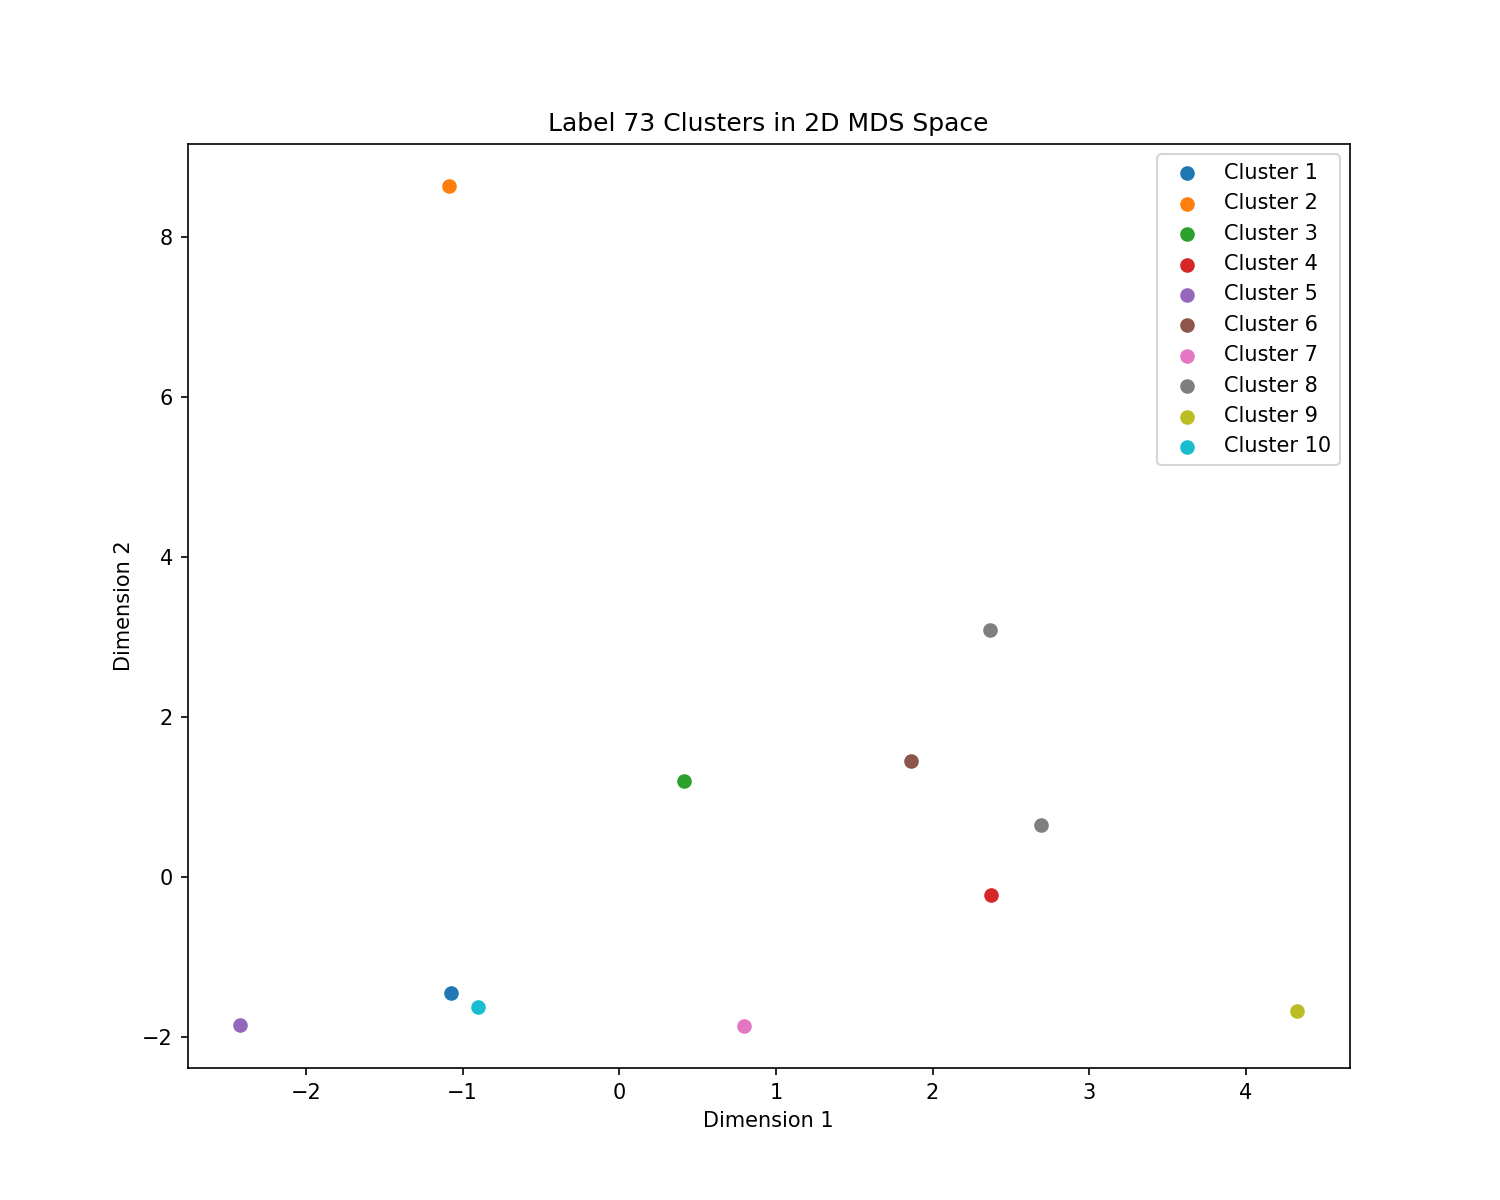 Label 73 Clusters in 2D MDS Space
Cluster 1
Cluster 2
Cluster 3
Cluster 4
Cluster 5
Cluster 6
Cluster 7
Cluster 8
Cluster 9
Cluster 10
8
6
4
2
0
−2
Dimension 2
−2
−1
0
1
2
3
4
Dimension 1